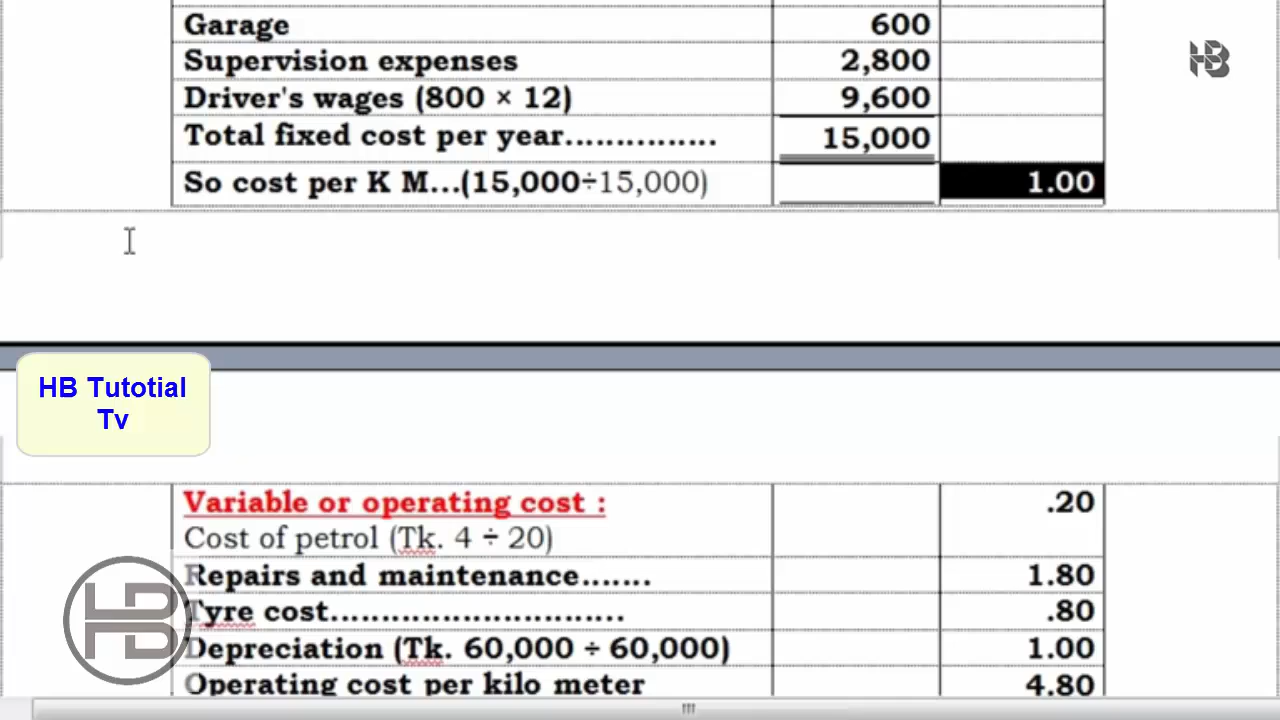 Garage 600
Supervision expenses 2,800
Driver's wages (800 × 12) 9,600
Total fixed cost per year............... 15,000
So cost per K M...(15,000÷15,000) 1.00
HB
HB Tutotial
Tv
Variable or operating cost : .20
Cost of petrol (Tk. 4 ÷ 20)
Repairs and maintenance....... 1.80
Tyre cost.......................... .80
Depreciation (Tk. 60,000 ÷ 60,000) 1.00
Operating cost per kilo meter 4.80
HB